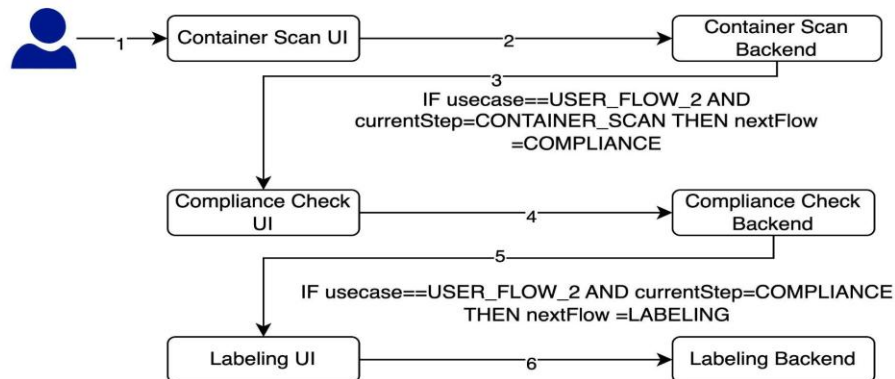 1
Container Scan UI
2
Container Scan
Backend
3
IF usecase==USER_FLOW_2 AND
currentStep=CONTAINER_SCAN THEN nextFlow
=COMPLIANCE
Compliance Check
UI
4
Compliance Check
Backend
5
IF usecase==USER_FLOW_2 AND currentStep=COMPLIANCE
THEN nextFlow =LABELING
Labeling UI
6
Labeling Backend